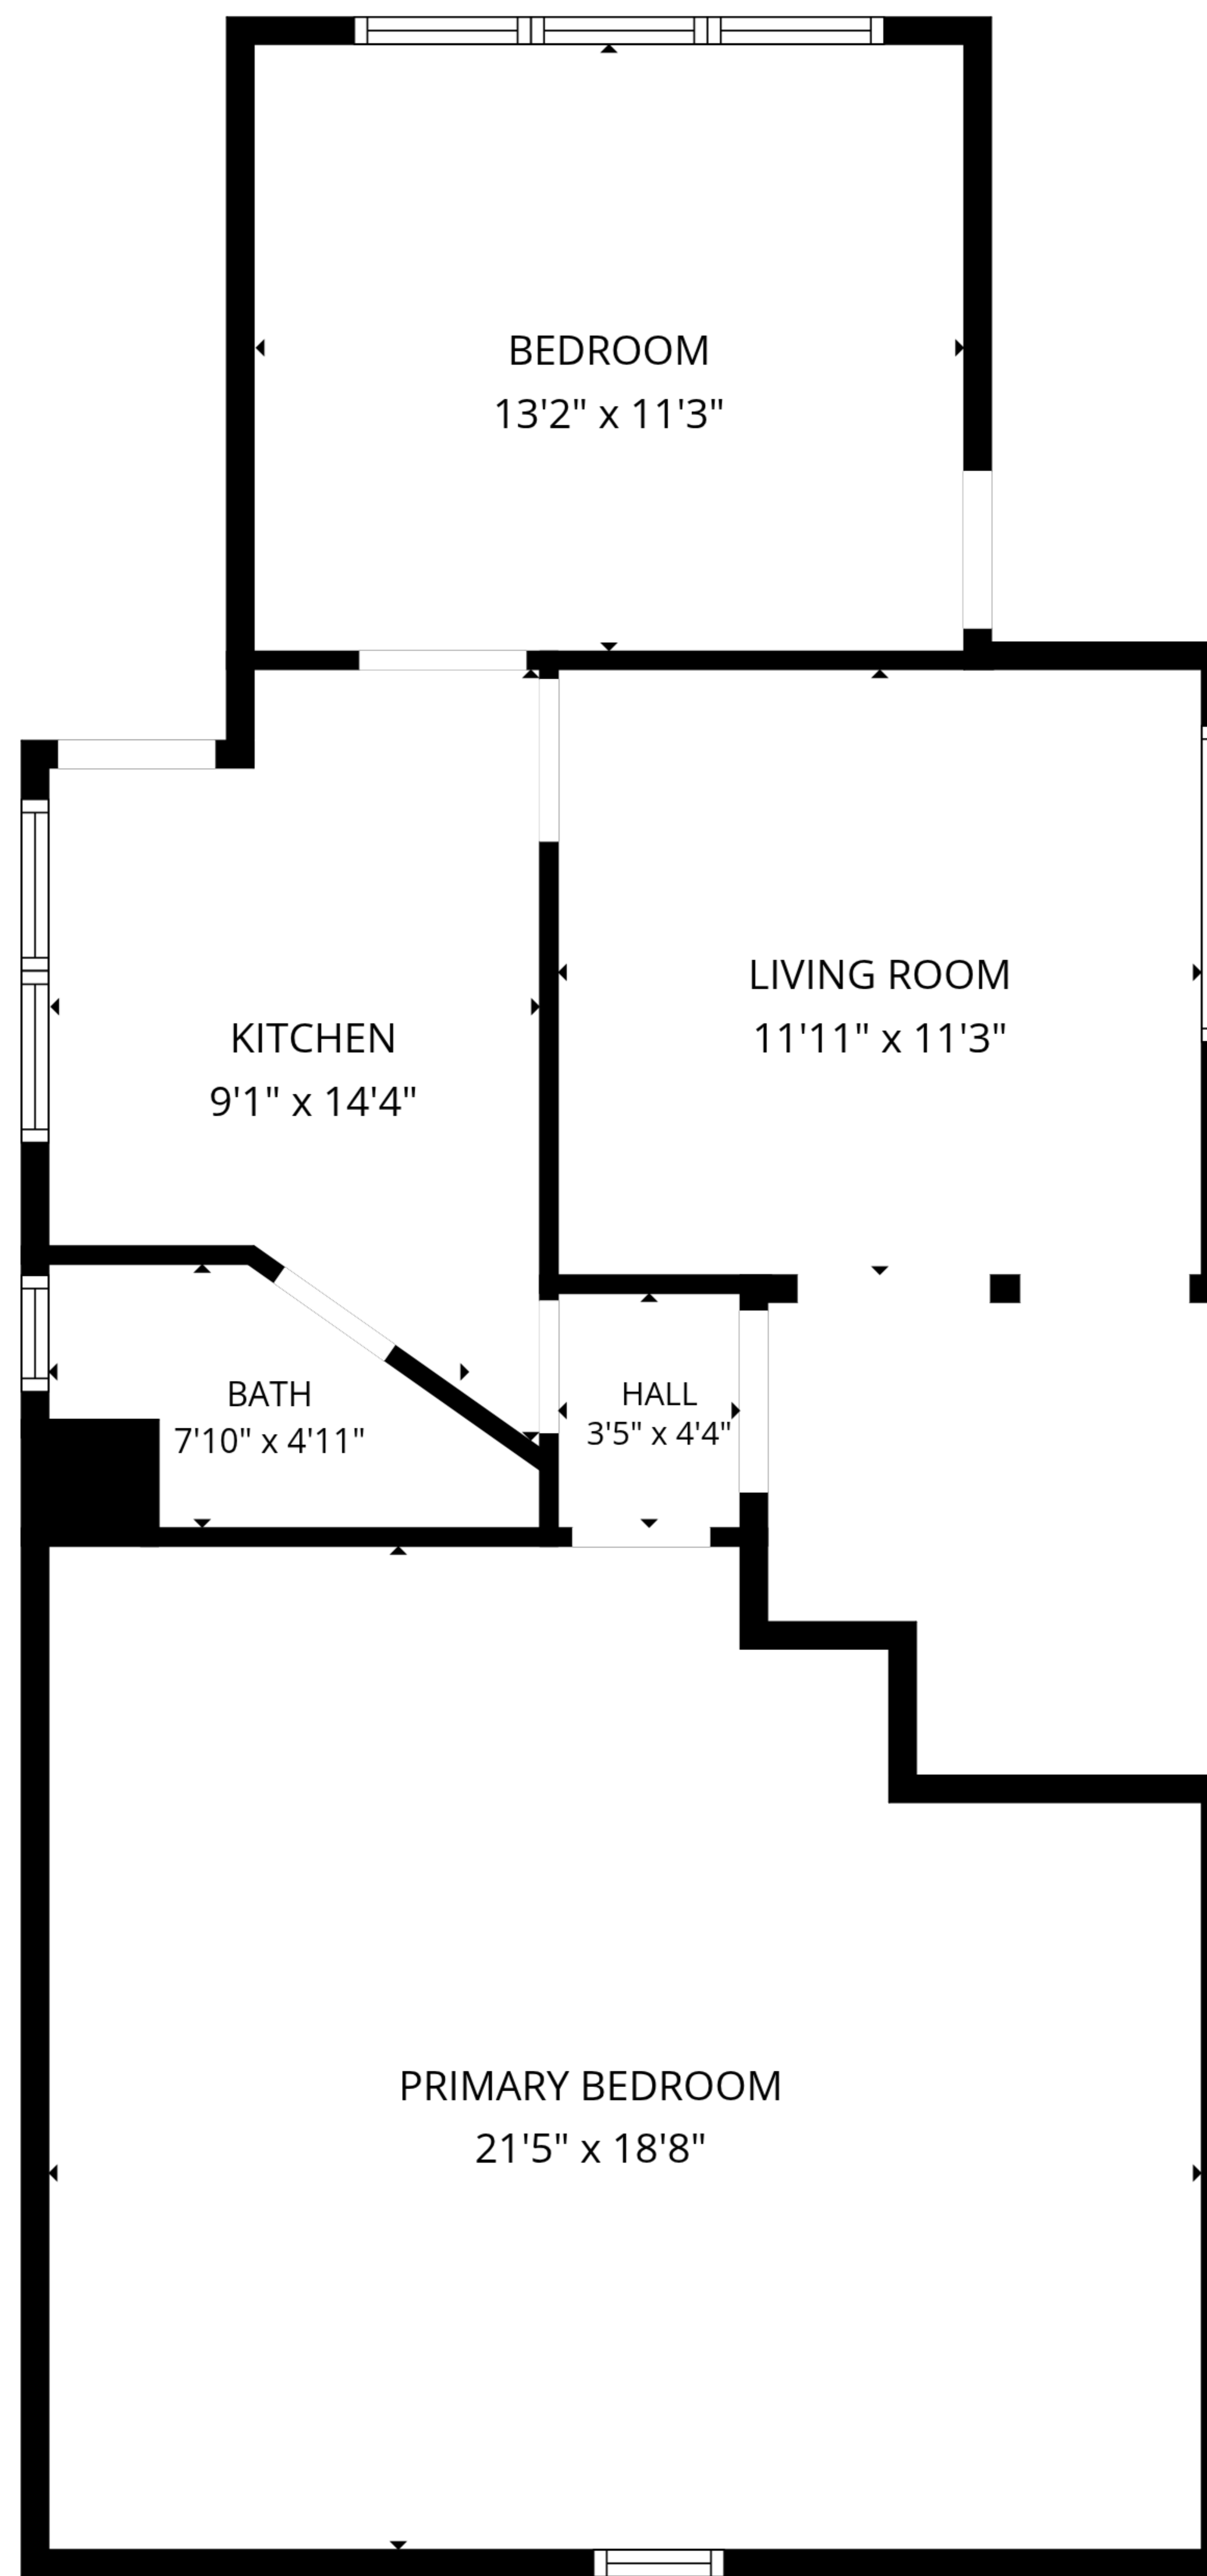 BEDROOM
13'2" x 11'3"
LIVING ROOM
11'11" x 11'3"
KITCHEN
9'1" x 14'4"
BATH
7'10" x 4'11"
HALL
3'5" x 4'4"
PRIMARY BEDROOM
21'5" x 18'8"